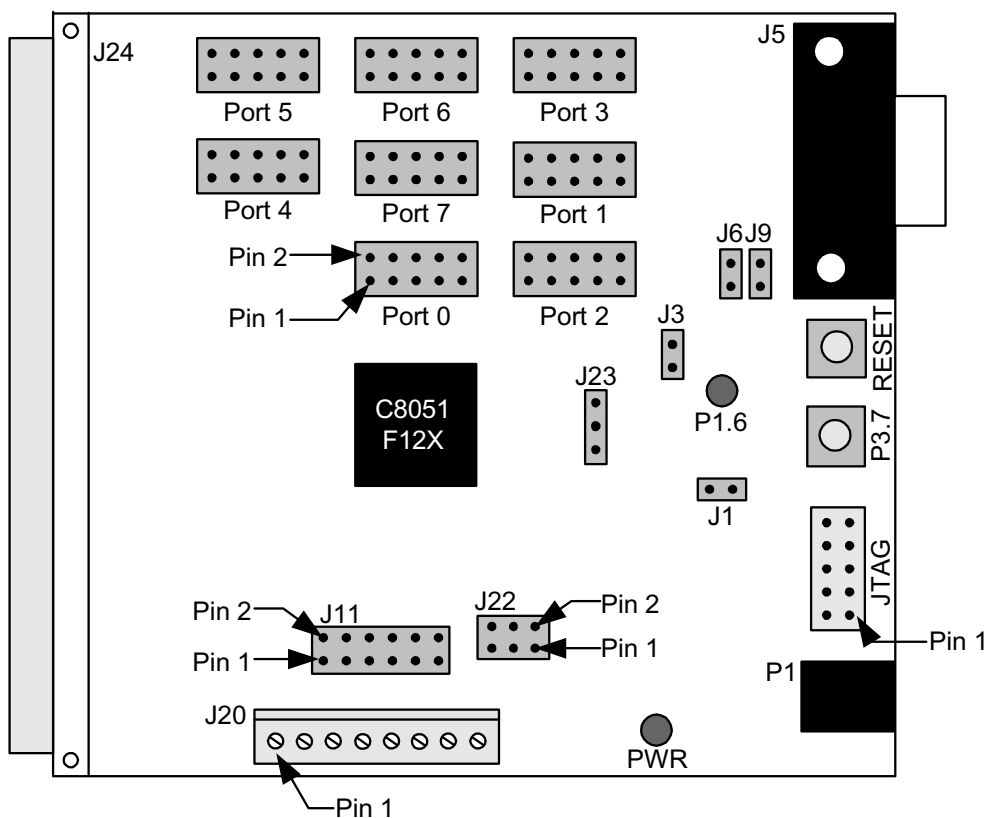 J24
J5
Port 5
Port 6
Port 3
Port 4
Port 7
Port 1
J6
J9
Pin 2
Pin 1
Port 0
Port 2
J3
RESET
J23
C8051
F12X
P1.6
P3.7
J1
JTAG
Pin 2
J11
J22
Pin 2
Pin 1
Pin 1
Pin 1
P1
J20
PWR
Pin 1